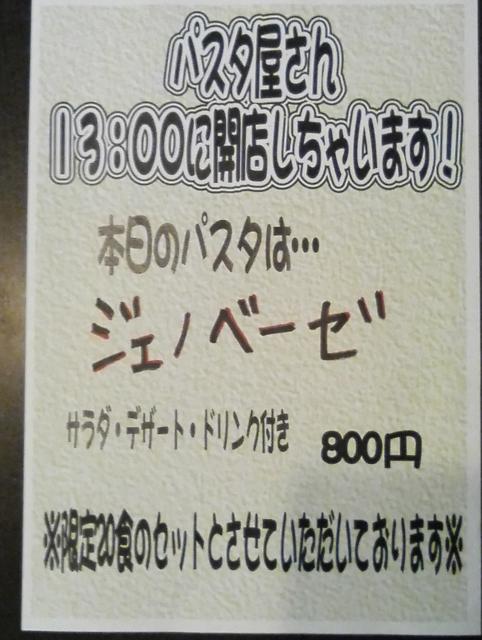 パスタ屋さん
13:00に開店しちゃいます!
本日のパスタは…
ジェノベーゼ
サラダ・デザート・ドリンク付き 800円
※限定20食のセットとさせていただいております※